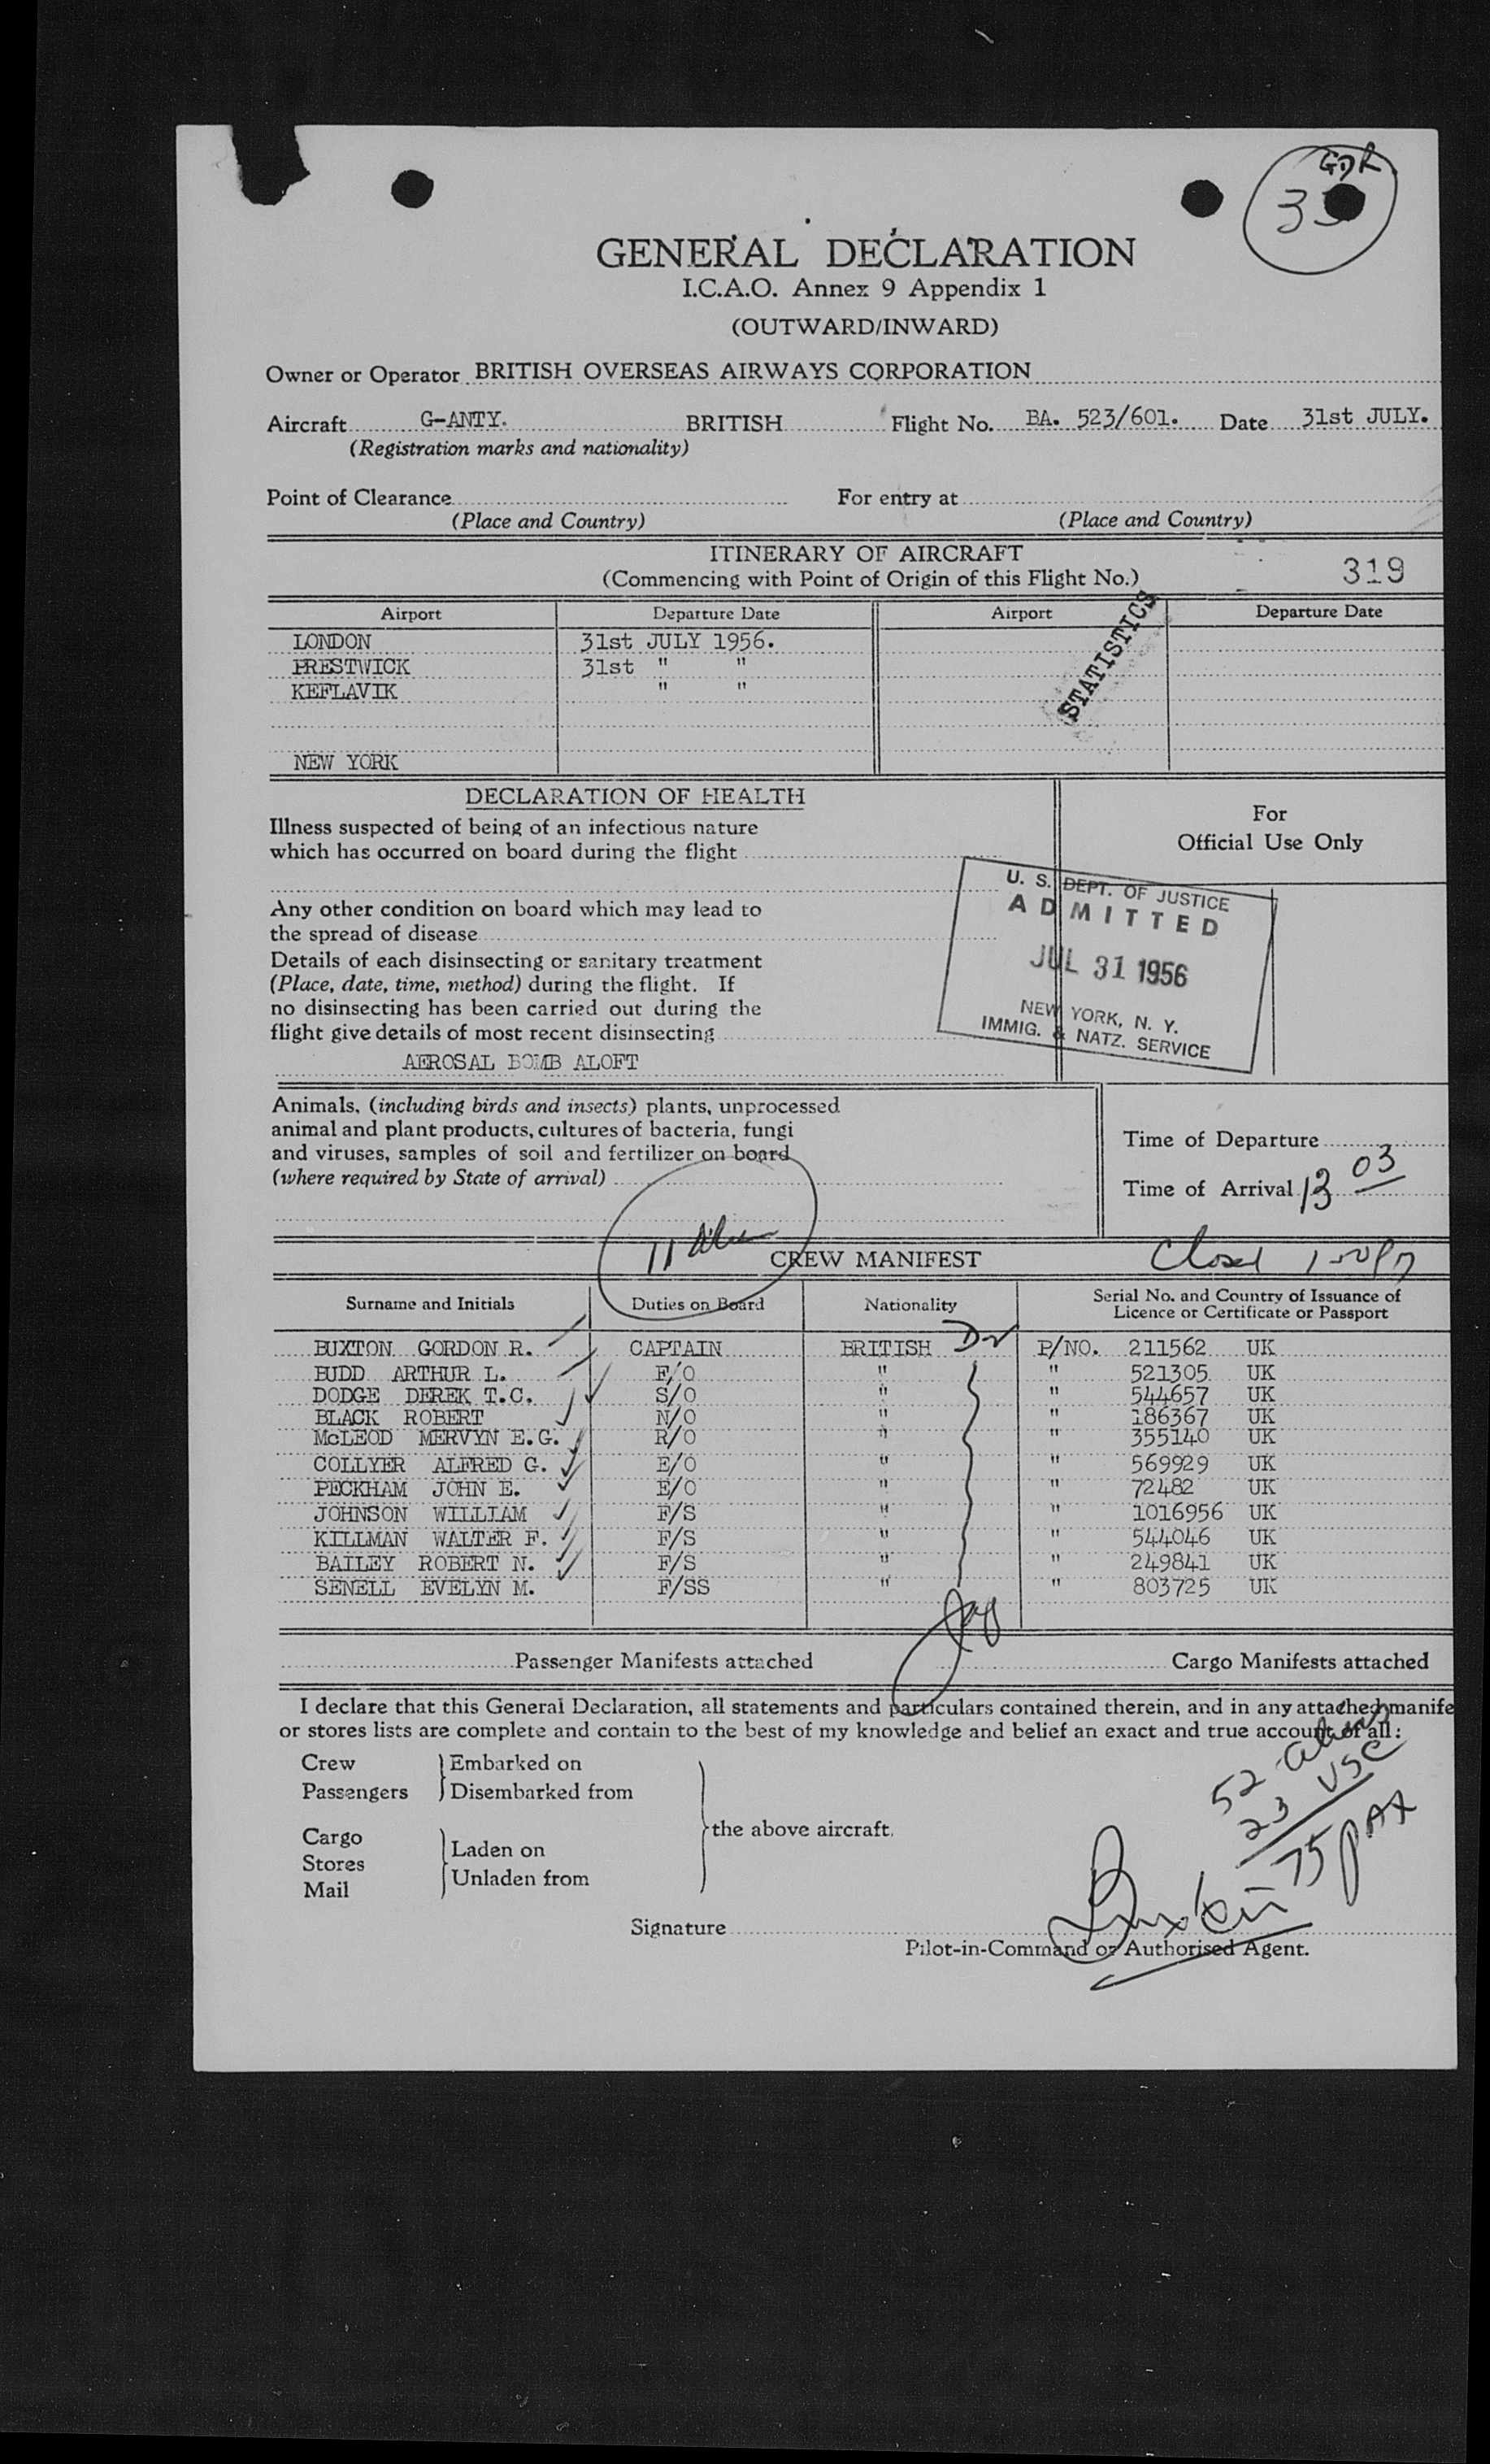 GDR
GENERAL DECLARATION
I.C.A.O. Annex 9 Appendix 1
(OUTWARD/INWARD)
Owner or Operator BRITISH OVERSEAS AIRWAYS CORPORATION
Aircraft G-ANTY. BRITISH Flight No. BA. 523/601. Date 31st JULY.
(Registration marks and nationality)
Point of Clearance For entry at
(Place and Country) (Place and Country)
ITINERARY OF AIRCRAFT
(Commencing with Point of Origin of this Flight No.) 319
Airport Departure Date Airport Departure Date
STATISTICS
LONDON 31st JULY 1956.
PRESTWICK 31st " "
KEFLAVIK " "
NEW YORK
DECLARATION OF HEALTH
For
Official Use Only
Illness suspected of being of an infectious nature
which has occurred on board during the flight
Any other condition on board which may lead to
the spread of disease
Details of each disinsecting or sanitary treatment
(Place, date, time, method) during the flight. If
no disinsecting has been carried out during the
flight give details of most recent disinsecting
AEROSAL BOMB ALOFT
U. S. DEPT. OF JUSTICE
ADMITTED
JUL 31 1956
NEW YORK, N. Y.
IMMIG. & NATZ. SERVICE
Animals, (including birds and insects) plants, unprocessed
animal and plant products, cultures of bacteria, fungi
and viruses, samples of soil and fertilizer on board
(where required by State of arrival)
Time of Departure
Time of Arrival 13 03
11
CREW MANIFEST
Closed
Surname and Initials Duties on Board Nationality Serial No. and Country of Issuance of
Licence or Certificate or Passport
BUXTON GORDON R. CAPTAIN BRITISH P/NO. 211562 UK
BUDD ARTHUR L. F/O " " 521305 UK
DODGE DEREK T.C. S/O " " 544657 UK
BLACK ROBERT N/O " " 186367 UK
McLEOD MERVYN E.G. R/O " " 355140 UK
COLLYER ALFRED G. E/O " " 569929 UK
PECKHAM JOHN E. E/O " " 72482 UK
JOHNSON WILLIAM F/S " " 1016956 UK
KILLMAN WALTER F. F/S " " 544046 UK
BAILEY ROBERT N. F/S " " 249841 UK
SENELL EVELYN M. F/SS " " 803725 UK
Passenger Manifests attached Cargo Manifests attached
I declare that this General Declaration, all statements and particulars contained therein, and in any attached manife
or stores lists are complete and contain to the best of my knowledge and belief an exact and true account of all:
Crew Embarked on
Passengers Disembarked from
the above aircraft.
Cargo Laden on
Stores
Mail Unladen from
52 aliens
23 USC
75 PAX
Signature Buxton
Pilot-in-Command or Authorised Agent.